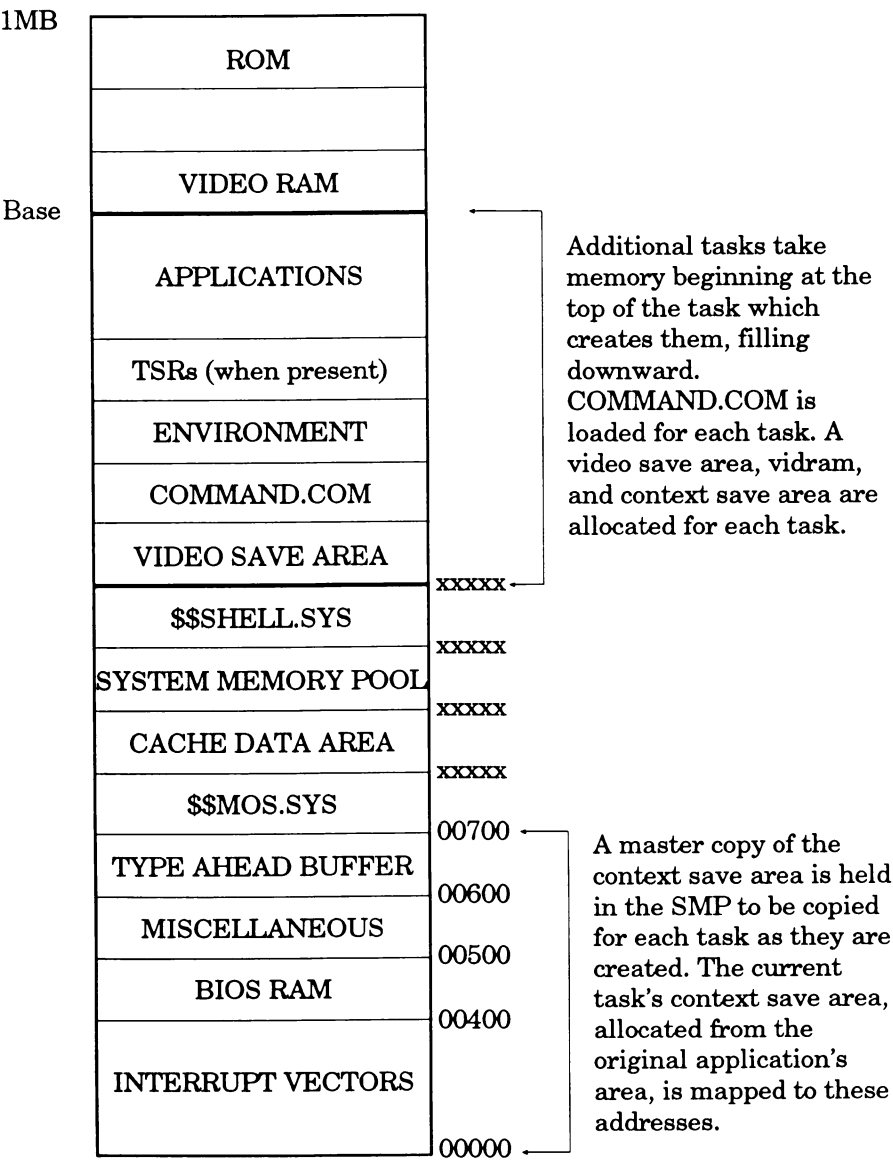 1MB
ROM
VIDEO RAM
Base
APPLICATIONS
Additional tasks take
memory beginning at the
top of the task which
creates them, filling
downward.
COMMAND.COM is
loaded for each task. A
video save area, vidram,
and context save area are
allocated for each task.
TSRs (when present)
ENVIRONMENT
COMMAND.COM
VIDEO SAVE AREA
xxxxx
$$SHELL.SYS
xxxxx
SYSTEM MEMORY POOL
xxxxx
CACHE DATA AREA
xxxxx
$$MOS.SYS
00700
TYPE AHEAD BUFFER
00600
MISCELLANEOUS
00500
BIOS RAM
00400
INTERRUPT VECTORS
00000
A master copy of the
context save area is held
in the SMP to be copied
for each task as they are
created. The current
task's context save area,
allocated from the
original application's
area, is mapped to these
addresses.